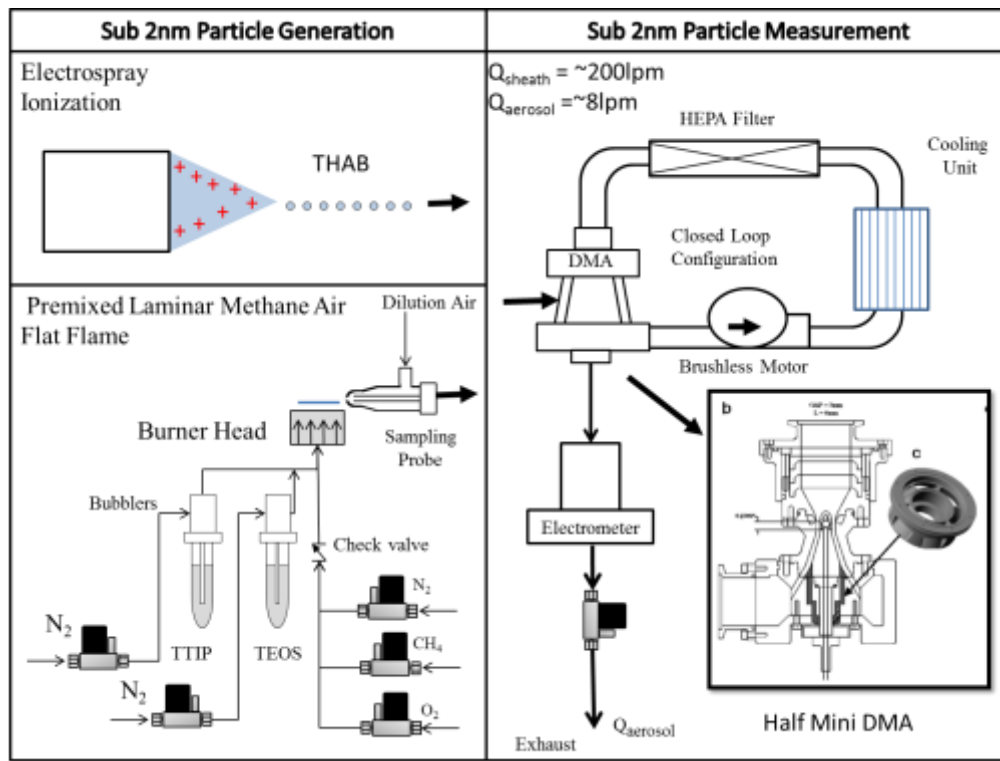 Sub 2nm Particle Generation
Electrospray
Ionization
THAB
Premixed Laminar Methane Air
Flat Flame
Dilution Air
Burner Head
Sampling
Probe
Bubblers
Check valve
N2
CH4
O2
N2
TTIP
TEOS
N2
Sub 2nm Particle Measurement
Qsheath = ~200lpm
Qaerosol =~8lpm
HEPA Filter
Cooling
Unit
DMA
Closed Loop
Configuration
Brushless Motor
Electrometer
b
c
Half Mini DMA
Qaerosol
Exhaust